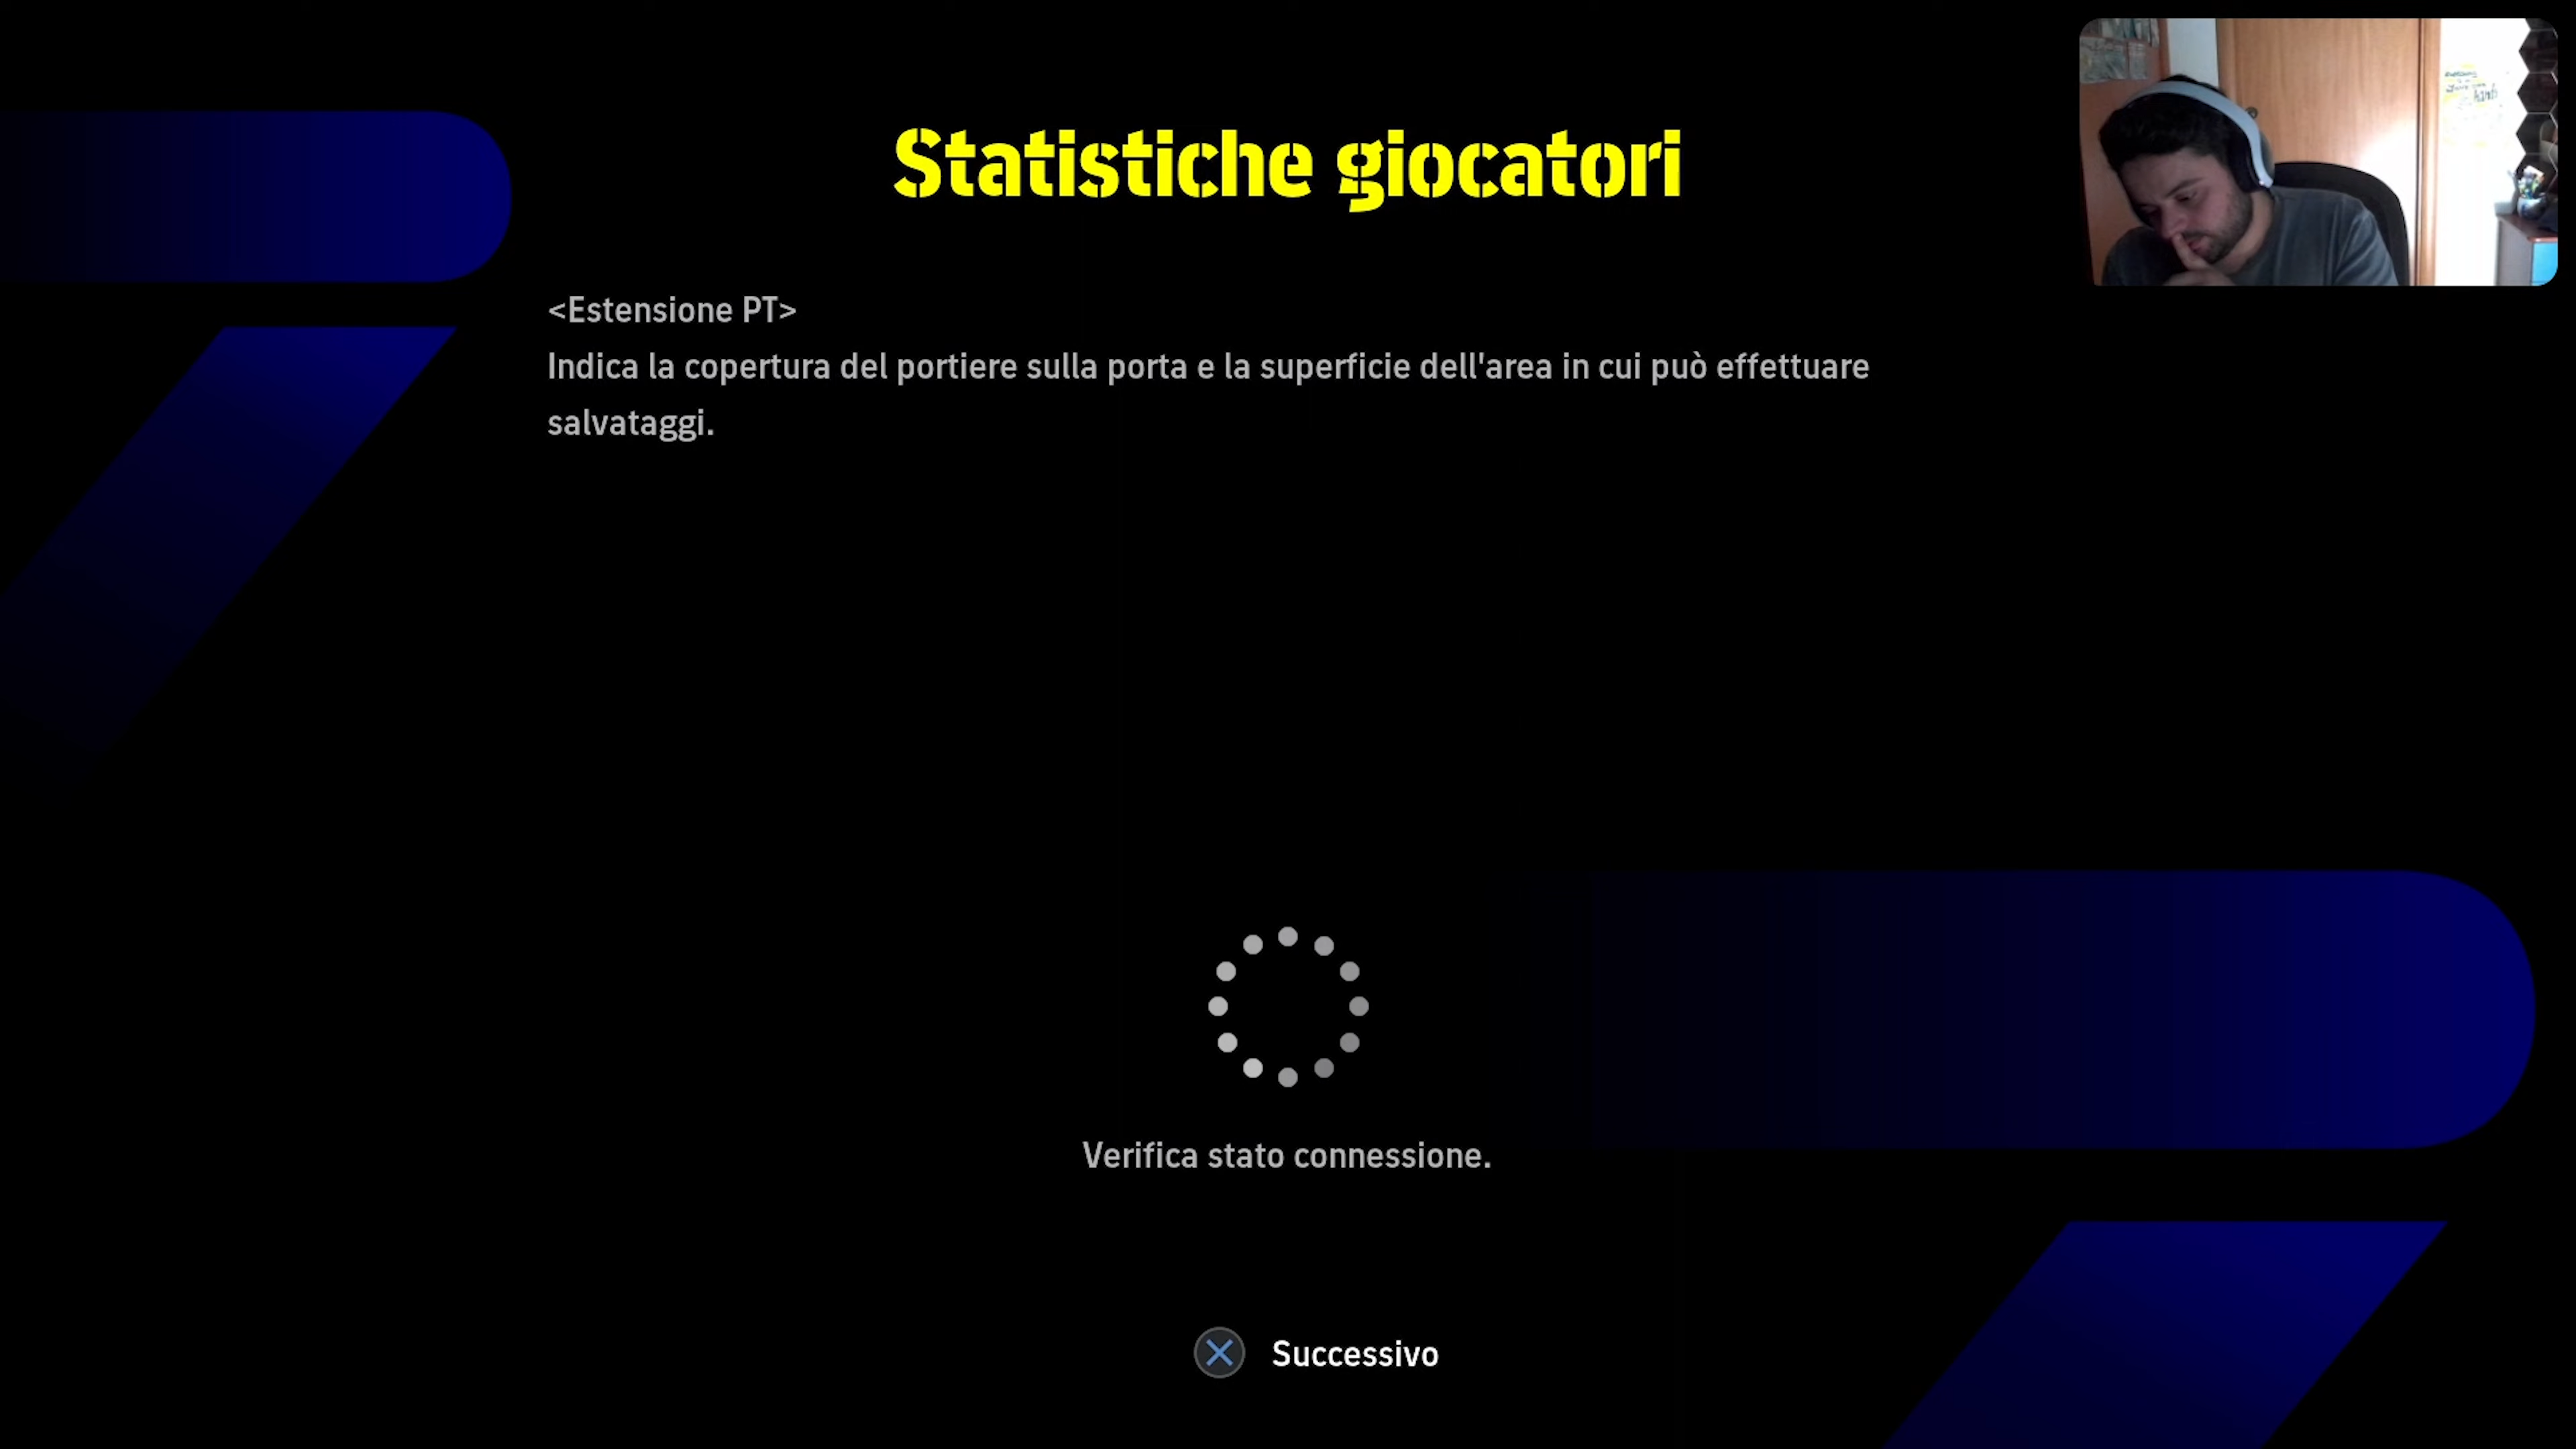 Statistiche giocatori
<Estensione PT>
Indica la copertura del portiere sulla porta e la superficie dell'area in cui può effettuare
salvataggi.
Verifica stato connessione.
Successivo